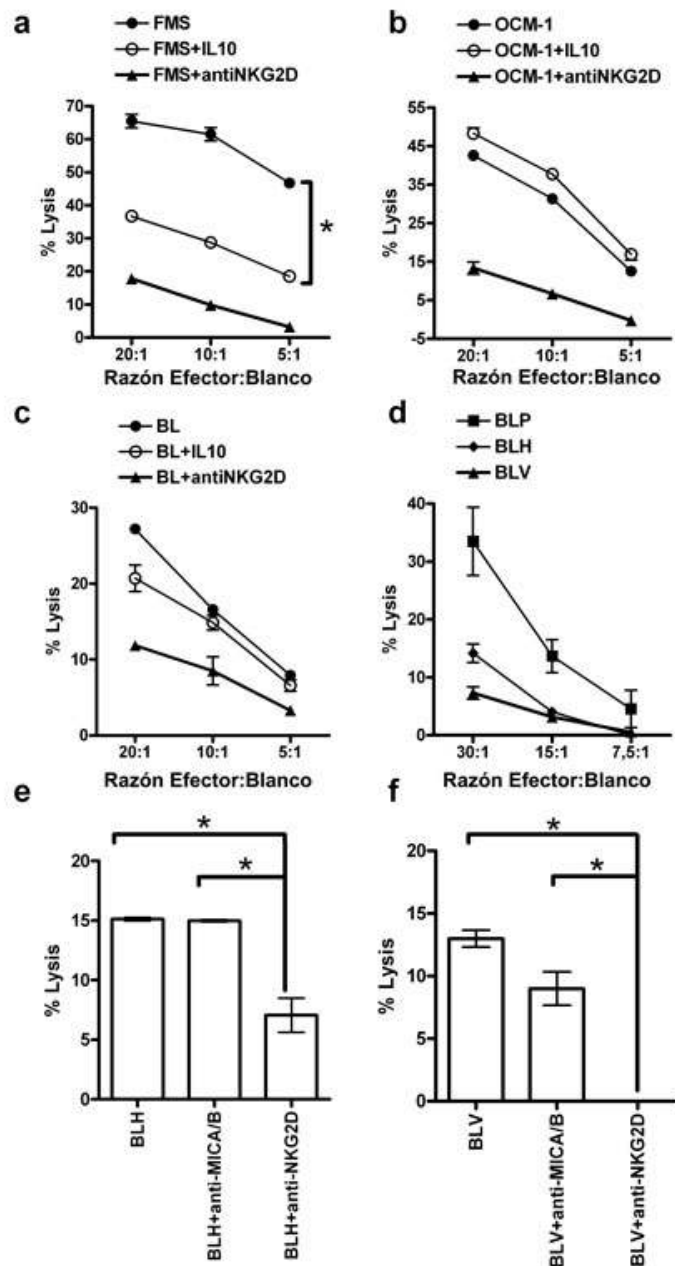 a
FMS
FMS+IL10
FMS+antiNKG2D
70
60
50
40
30
20
10
0
% Lysis
*
20:1 10:1 5:1
Razón Efector:Blanco
b
OCM-1
OCM-1+IL10
OCM-1+antiNKG2D
55
45
35
25
15
5
-5
% Lysis
20:1 10:1 5:1
Razón Efector:Blanco
c
BL
BL+IL10
BL+antiNKG2D
30
20
10
0
% Lysis
20:1 10:1 5:1
Razón Efector:Blanco
d
BLP
BLH
BLV
40
30
20
10
0
% Lysis
30:1 15:1 7,5:1
Razón Efector:Blanco
e
*
*
20
15
10
5
0
% Lysis
BLH
BLH+anti-MICA/B
BLH+anti-NKG2D
f
*
*
20
15
10
5
0
% Lysis
BLV
BLV+anti-MICA/B
BLV+anti-NKG2D